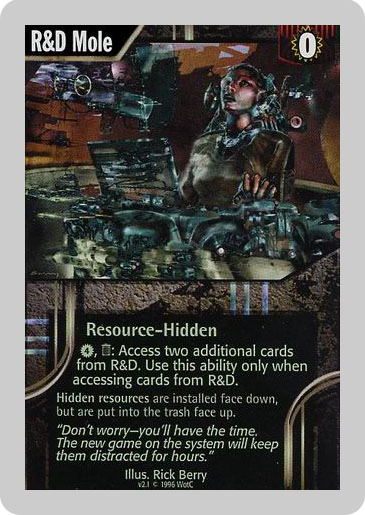 R&D Mole
0
Resource–Hidden
4, : Access two additional cards
from R&D. Use this ability only when
accessing cards from R&D.
Hidden resources are installed face down,
but are put into the trash face up.
"Don't worry—you'll have the time.
The new game on the system will keep
them distracted for hours."
Illus. Rick Berry
v2.1 © 1996 WotC